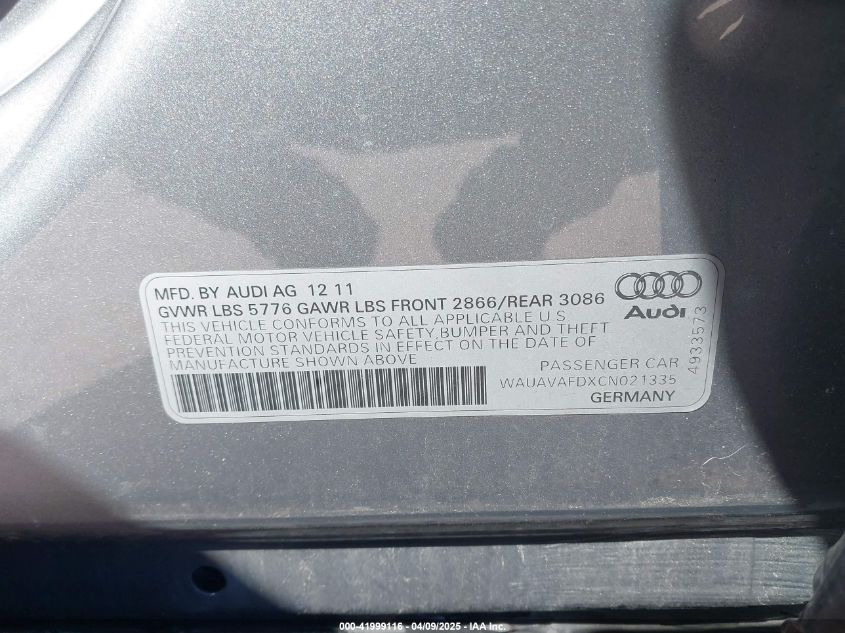 MFD. BY AUDI AG 12 11
GVWR LBS 5776 GAWR LBS FRONT 2866/REAR 3086
THIS VEHICLE CONFORMS TO ALL APPLICABLE U S
FEDERAL MOTOR VEHICLE SAFETY, BUMPER AND THEFT
PREVENTION STANDARDS IN EFFECT ON THE DATE OF
MANUFACTURE SHOWN ABOVE
Audi
PASSENGER CAR
WAUAVAFDXCN021335
GERMANY
4933573
000-41999116 - 04/09/2025 - IAA Inc.